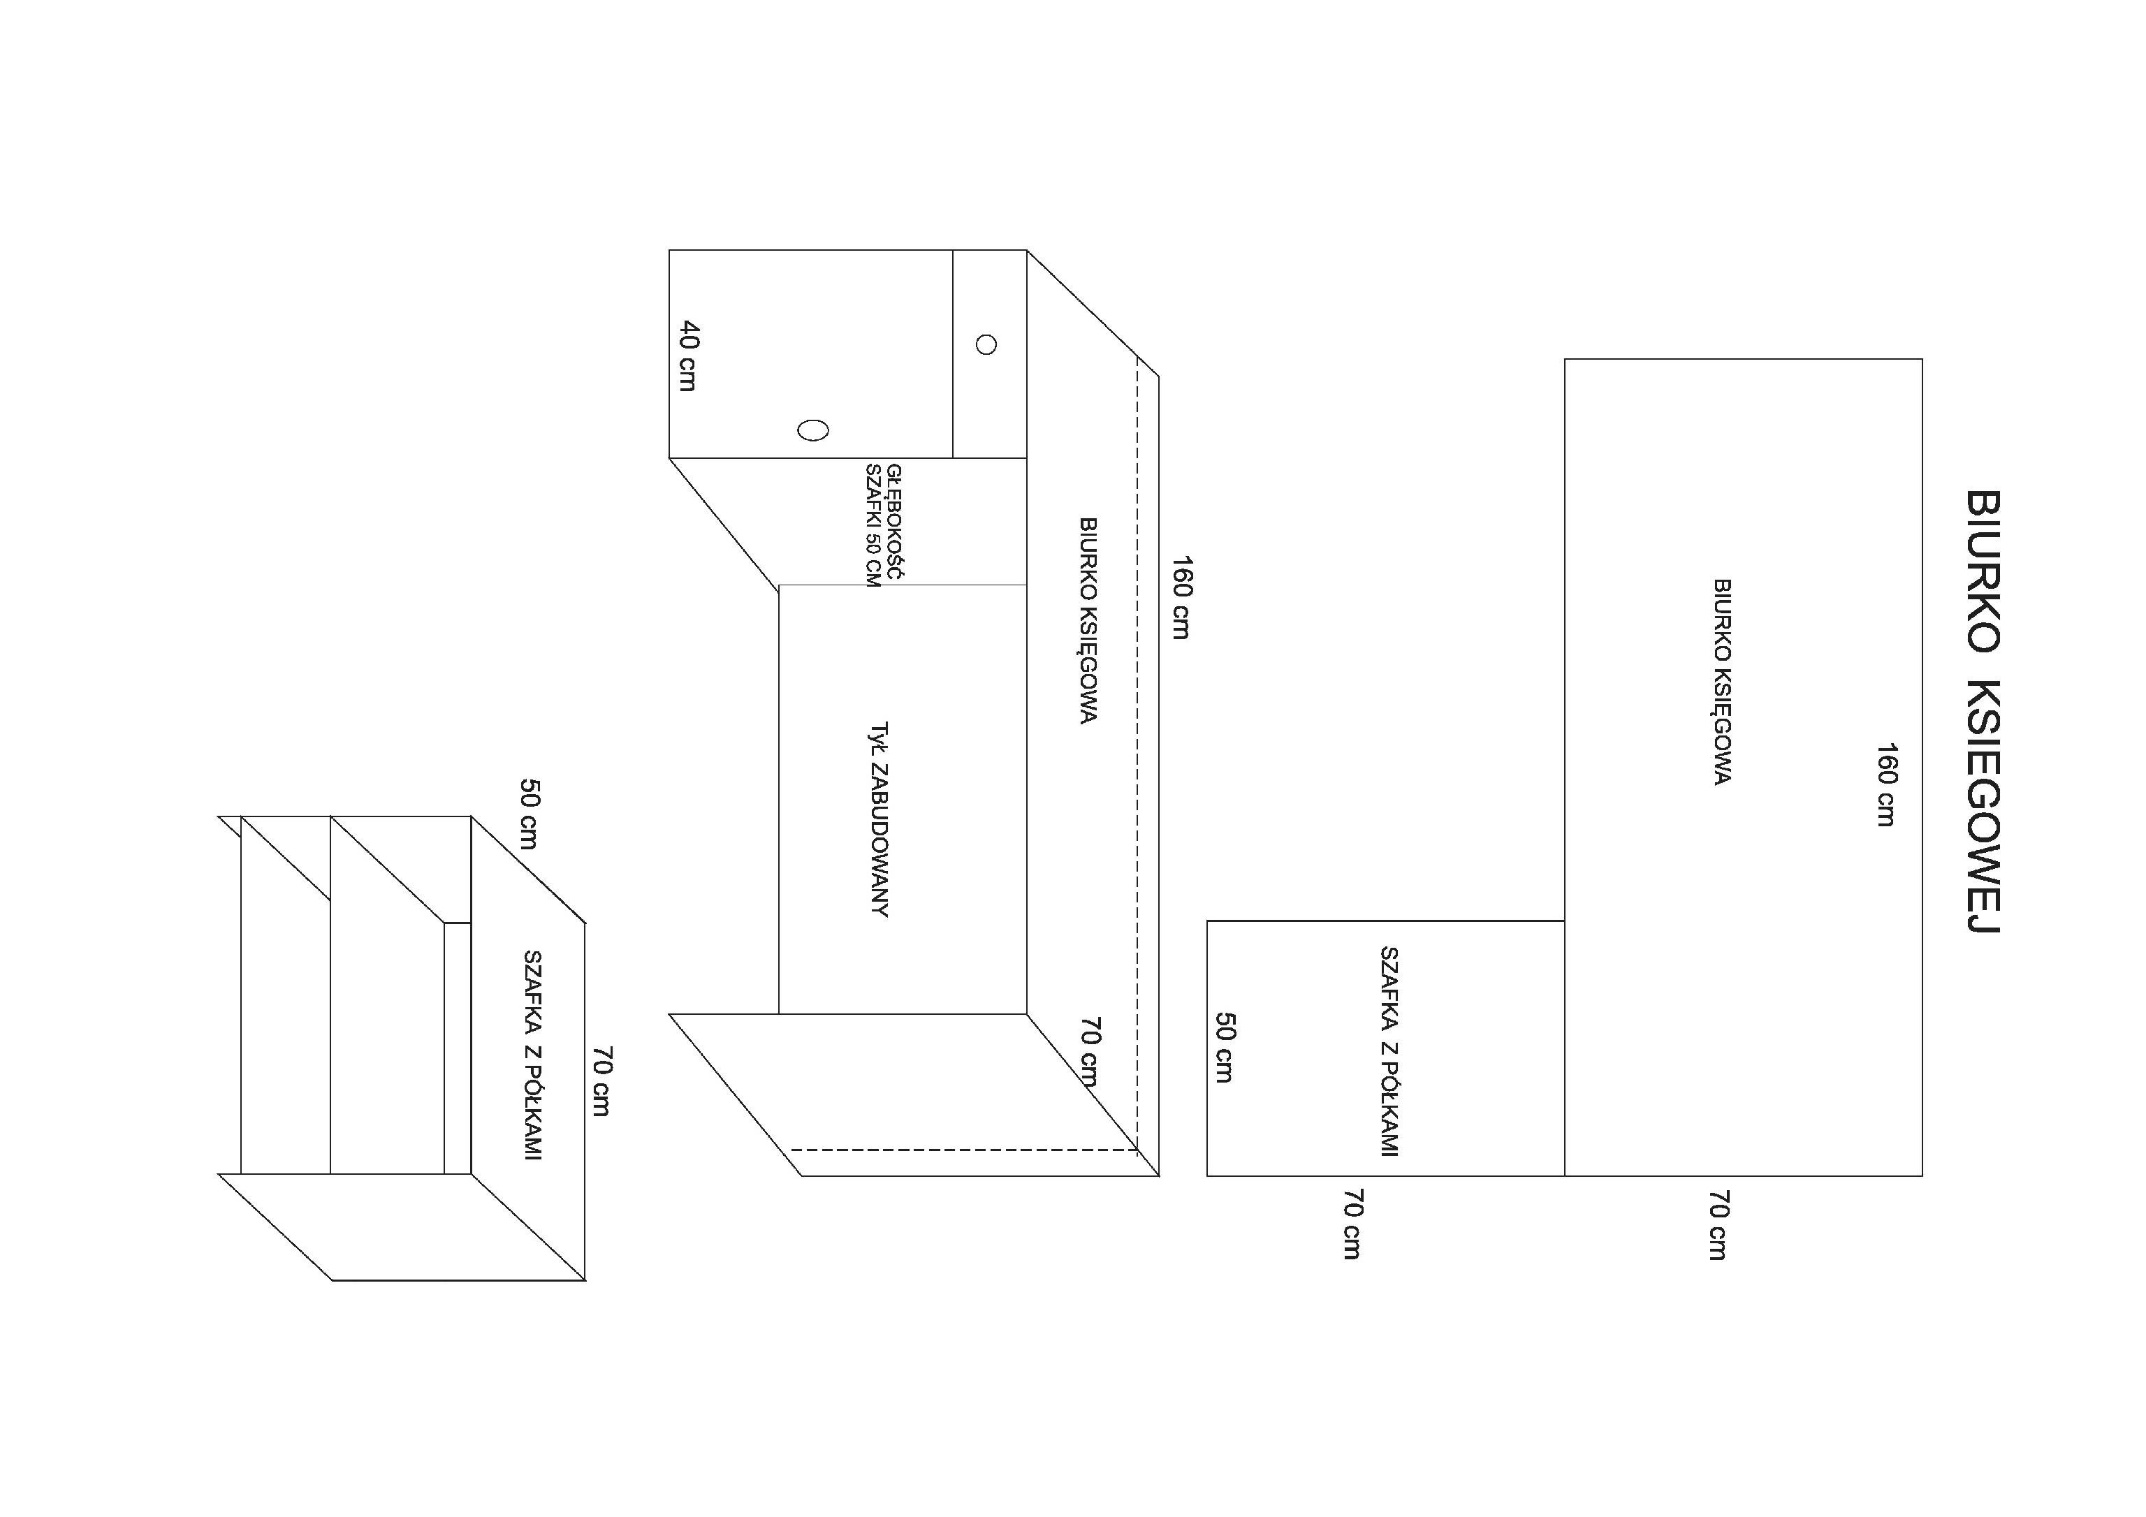 BIURKO KSIEGOWEJ
160 cm
BIURKO KSIĘGOWA
70 cm
SZAFKA Z PÓŁKAMI
70 cm
50 cm
160 cm
BIURKO KSIĘGOWA
70 cm
GŁĘBOKOŚĆ
SZAFKI 50 CM
TyŁ ZABUDOWANY
40 cm
70 cm
50 cm
SZAFKA Z PÓŁKAMI